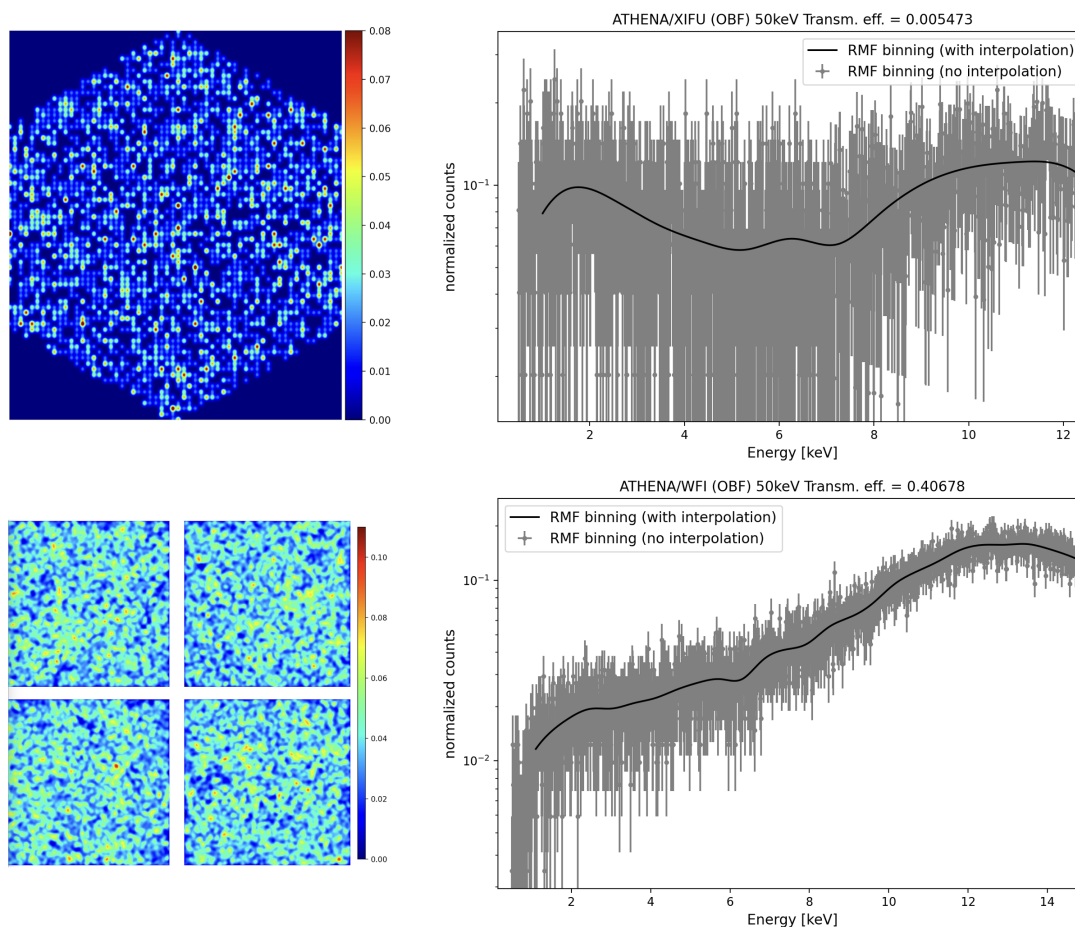 0.08
0.07
0.06
0.05
0.04
0.03
0.02
0.01
0.00
ATHENA/XIFU (OBF) 50keV Transm. eff. = 0.005473
RMF binning (with interpolation)
RMF binning (no interpolation)
normalized counts
10⁻¹
2 4 6 8 10 12
Energy [keV]
0.10
0.08
0.06
0.04
0.02
0.00
ATHENA/WFI (OBF) 50keV Transm. eff. = 0.40678
RMF binning (with interpolation)
RMF binning (no interpolation)
normalized counts
10⁻¹
10⁻²
2 4 6 8 10 12 14
Energy [keV]